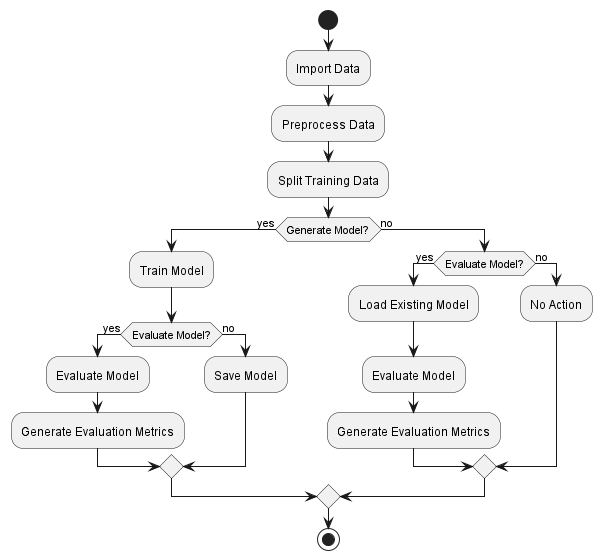 Import Data
Preprocess Data
Split Training Data
yes
Generate Model?
no
Train Model
yes
Evaluate Model?
no
Evaluate Model
Save Model
Generate Evaluation Metrics
yes
Evaluate Model?
no
Load Existing Model
No Action
Evaluate Model
Generate Evaluation Metrics